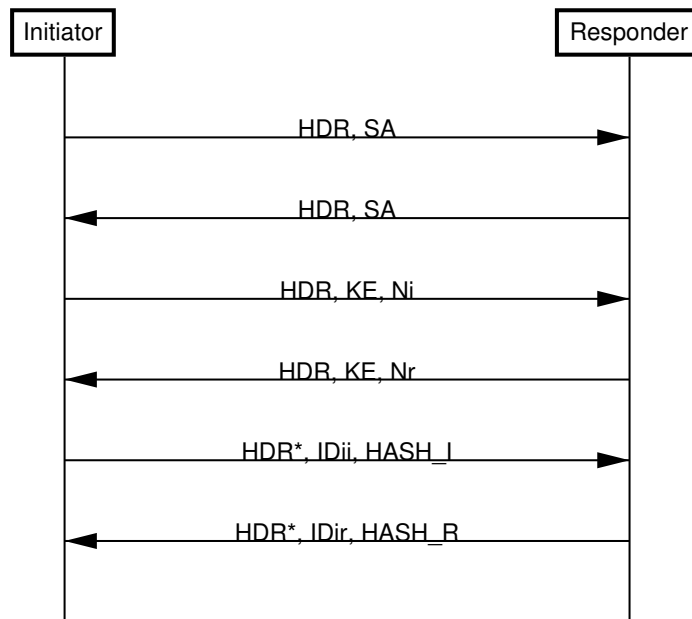 Initiator
Responder
HDR, SA
HDR, SA
HDR, KE, Ni
HDR, KE, Nr
HDR*, IDii, HASH_I
HDR*, IDir, HASH_R